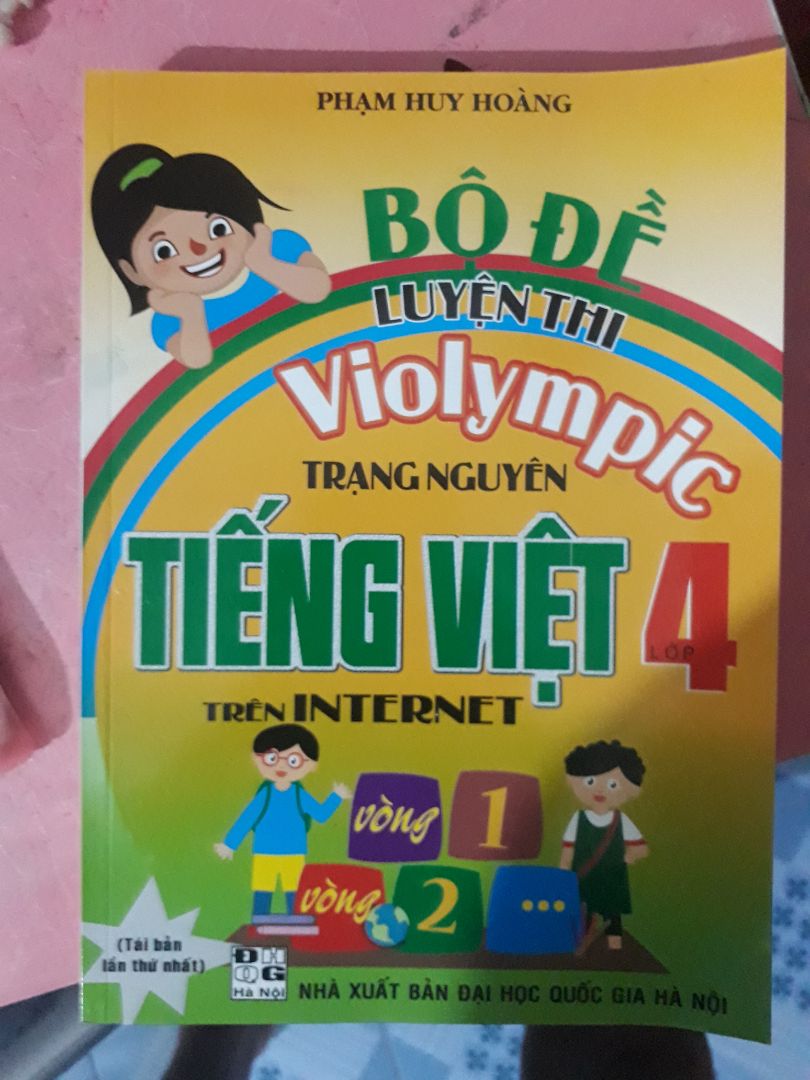 PHẠM HUY HOÀNG
BỘ ĐỀ
LUYỆN THI
Violympic
TRẠNG NGUYÊN
TIẾNG VIỆT 4
LỚP
TRÊN INTERNET
vòng 1
vòng 2 ...
(Tái bản
lần thứ nhất)
ĐH
QG
Hà Nội
NHÀ XUẤT BẢN ĐẠI HỌC QUỐC GIA HÀ NỘI